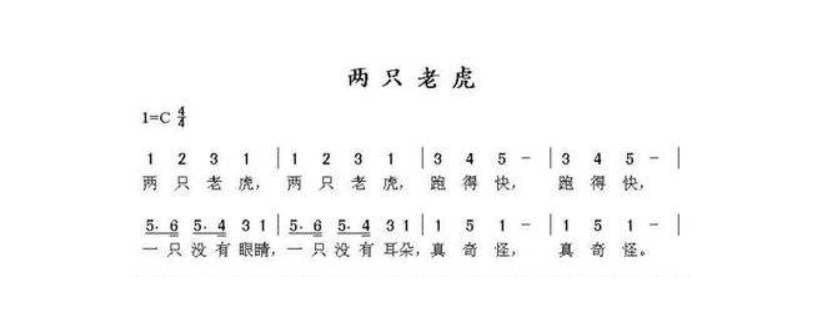 两只老虎
1=C 4/4
1 2 3 1 | 1 2 3 1 | 3 4 5 － | 3 4 5 － |
两只老虎， 两只老虎， 跑得快， 跑得快，
5. 6 5. 4 3 1 | 5. 6 5. 4 3 1 | 1 5 1 － | 1 5 1 － |
一只没有眼睛，一只没有耳朵，真奇怪， 真奇怪。